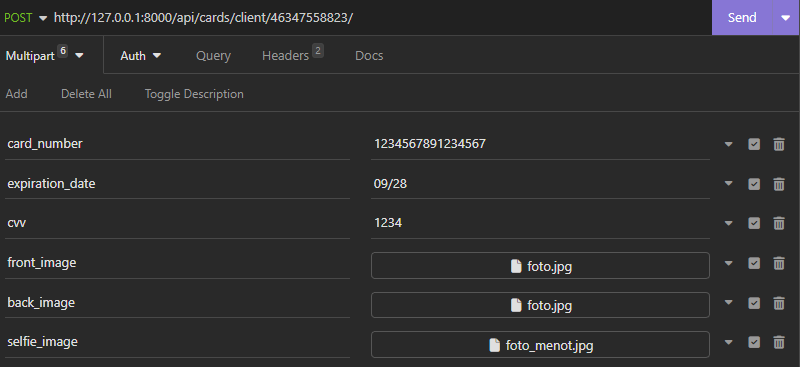 POST http://127.0.0.1:8000/api/cards/client/46347558823/ Send
Multipart 6 Auth Query Headers 2 Docs
Add Delete All Toggle Description
card_number 1234567891234567
expiration_date 09/28
cvv 1234
front_image foto.jpg
back_image foto.jpg
selfie_image foto_menot.jpg